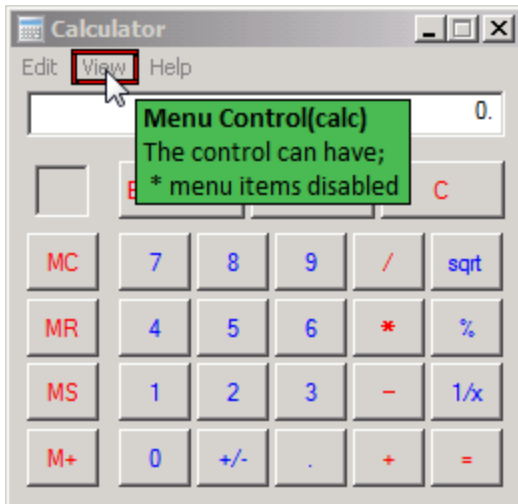 Calculator
Edit View Help
0.
Menu Control(calc)
The control can have;
* menu items disabled
C
MC 7 8 9 / sqrt
MR 4 5 6 * %
MS 1 2 3 - 1/x
M+ 0 +/- . + =